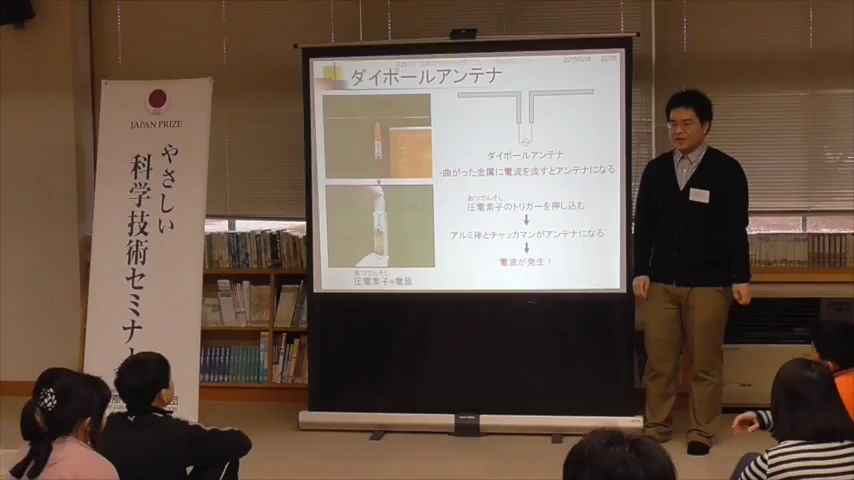 JAPAN PRIZE
やさしい
科学技術セミナー
ダイポールアンテナ
ダイポールアンテナ
・曲がった金属に電流を流すとアンテナになる
あつでんそし
圧電素子のトリガーを押し込む
アルミ棒とチャッカマンがアンテナになる
電波が発生！
あつでんそし
圧電素子=電源